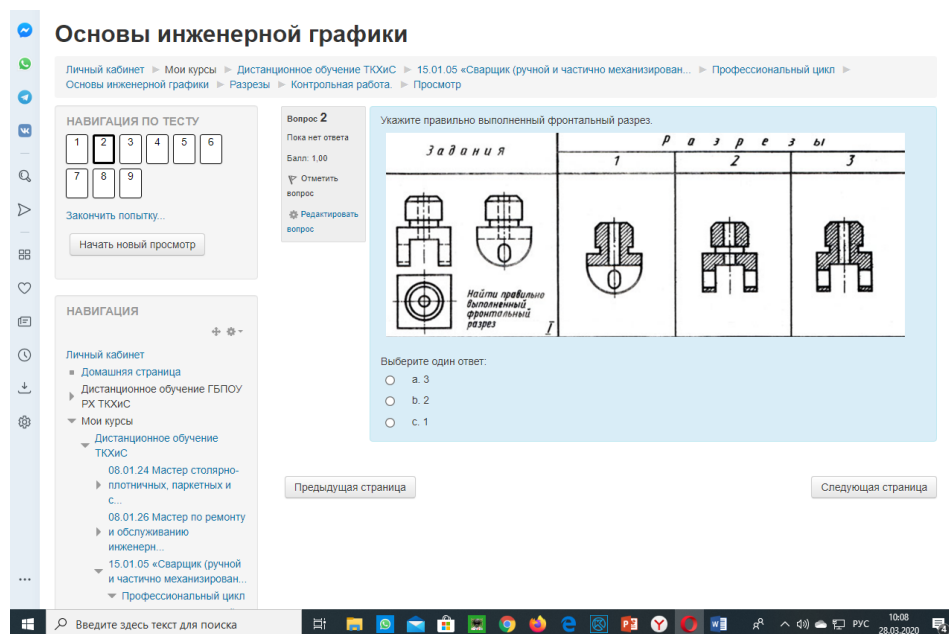 Основы инженерной графики
Личный кабинет ► Мои курсы ► Дистанционное обучение ТКХиС ► 15.01.05 «Сварщик (ручной и частично механизирован... ► Профессиональный цикл ►
Основы инженерной графики ► Разрезы ► Контрольная работа. ► Просмотр
НАВИГАЦИЯ ПО ТЕСТУ
1 2 3 4 5 6
7 8 9
Закончить попытку...
Начать новый просмотр
НАВИГАЦИЯ
Личный кабинет
Домашняя страница
Дистанционное обучение ГБПОУ
РХ ТКХиС
Мои курсы
Дистанционное обучение
ТКХиС
08.01.24 Мастер столярно-
плотничных, паркетных и
с...
08.01.26 Мастер по ремонту
и обслуживанию
инженерн...
15.01.05 «Сварщик (ручной
и частично механизирован...
Профессиональный цикл
Вопрос 2
Пока нет ответа
Балл: 1,00
Отметить
вопрос
Редактировать
вопрос
Укажите правильно выполненный фронтальный разрез.
Задания
Разрезы
1 2 3
Найти правильно
выполненный
фронтальный
разрез
I
Выберите один ответ:
a. 3
b. 2
c. 1
Предыдущая страница
Следующая страница
Введите здесь текст для поиска
РУС
10:08
28.03.2020